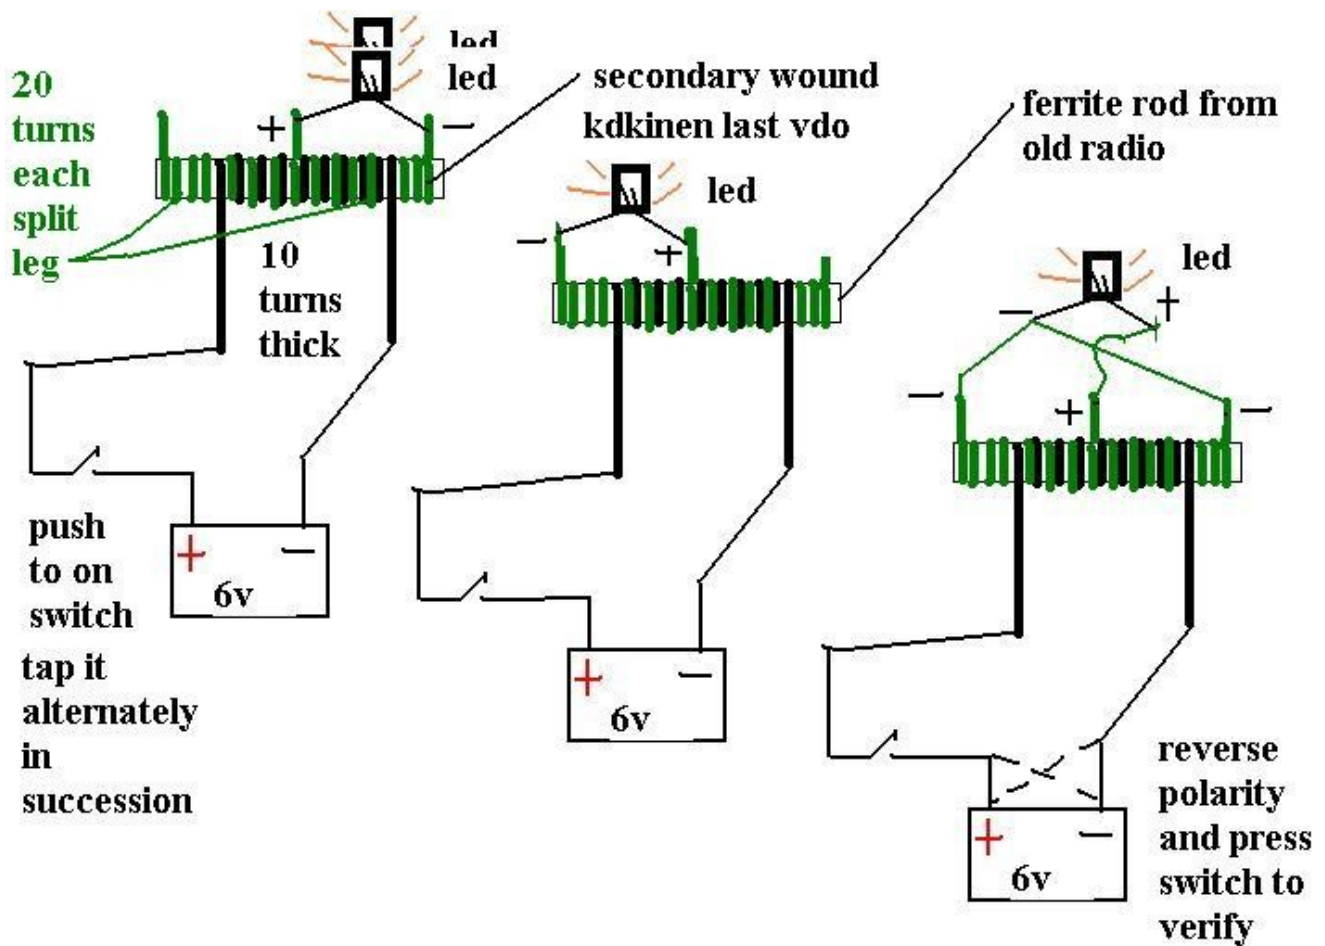 led
led
20
turns
each
split
leg
+
−
secondary wound
kdkinen last vdo
10
turns
thick
push
to on
switch
+
−
6v
tap it
alternately
in
succession
led
−
+
+
−
6v
ferrite rod from
old radio
led
−
+
−
+
−
+
−
6v
reverse
polarity
and press
switch to
verify